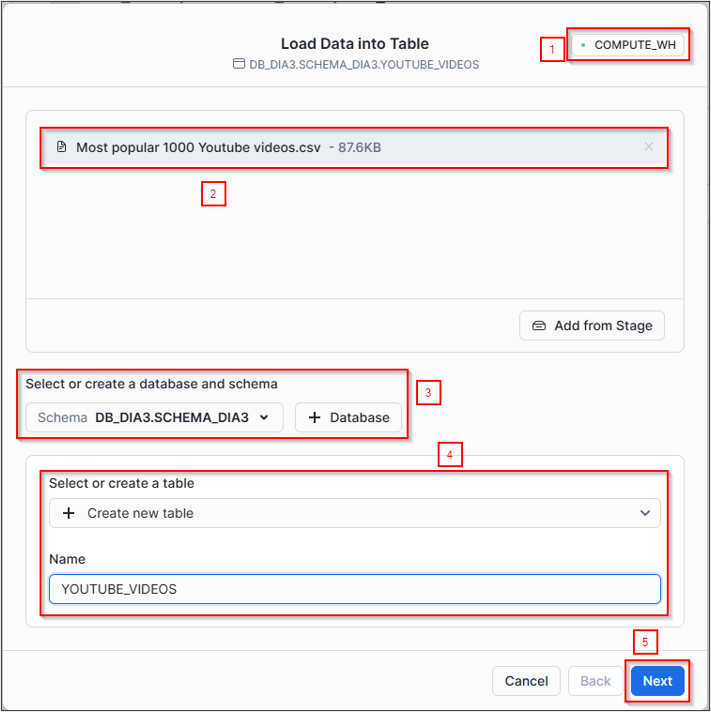 Load Data into Table
1
COMPUTE_WH
DB_DIA3.SCHEMA_DIA3.YOUTUBE_VIDEOS
Most popular 1000 Youtube videos.csv - 87.6KB
2
Add from Stage
Select or create a database and schema
3
Schema DB_DIA3.SCHEMA_DIA3
+ Database
4
Select or create a table
+ Create new table
Name
YOUTUBE_VIDEOS
5
Cancel
Back
Next